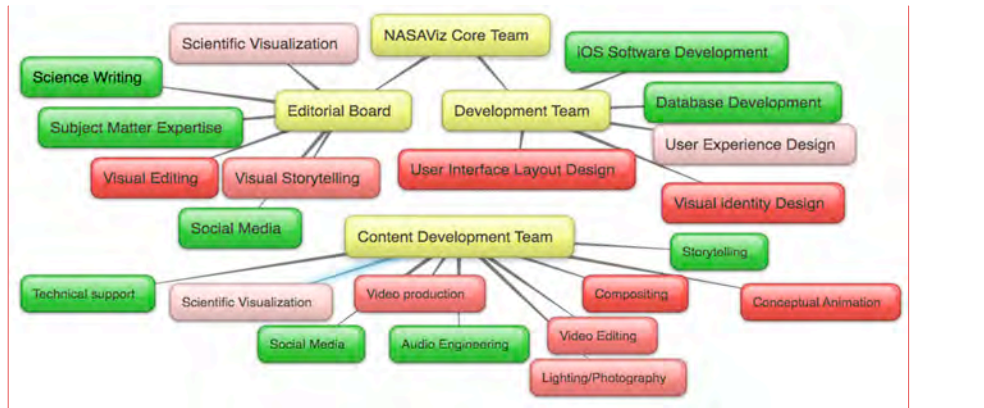 NASAViz Core Team
Scientific Visualization
iOS Software Development
Science Writing
Editorial Board
Development Team
Database Development
Subject Matter Expertise
User Experience Design
Visual Editing
Visual Storytelling
User Interface Layout Design
Visual identity Design
Social Media
Content Development Team
Storytelling
Technical support
Scientific Visualization
Video production
Compositing
Conceptual Animation
Social Media
Audio Engineering
Video Editing
Lighting/Photography